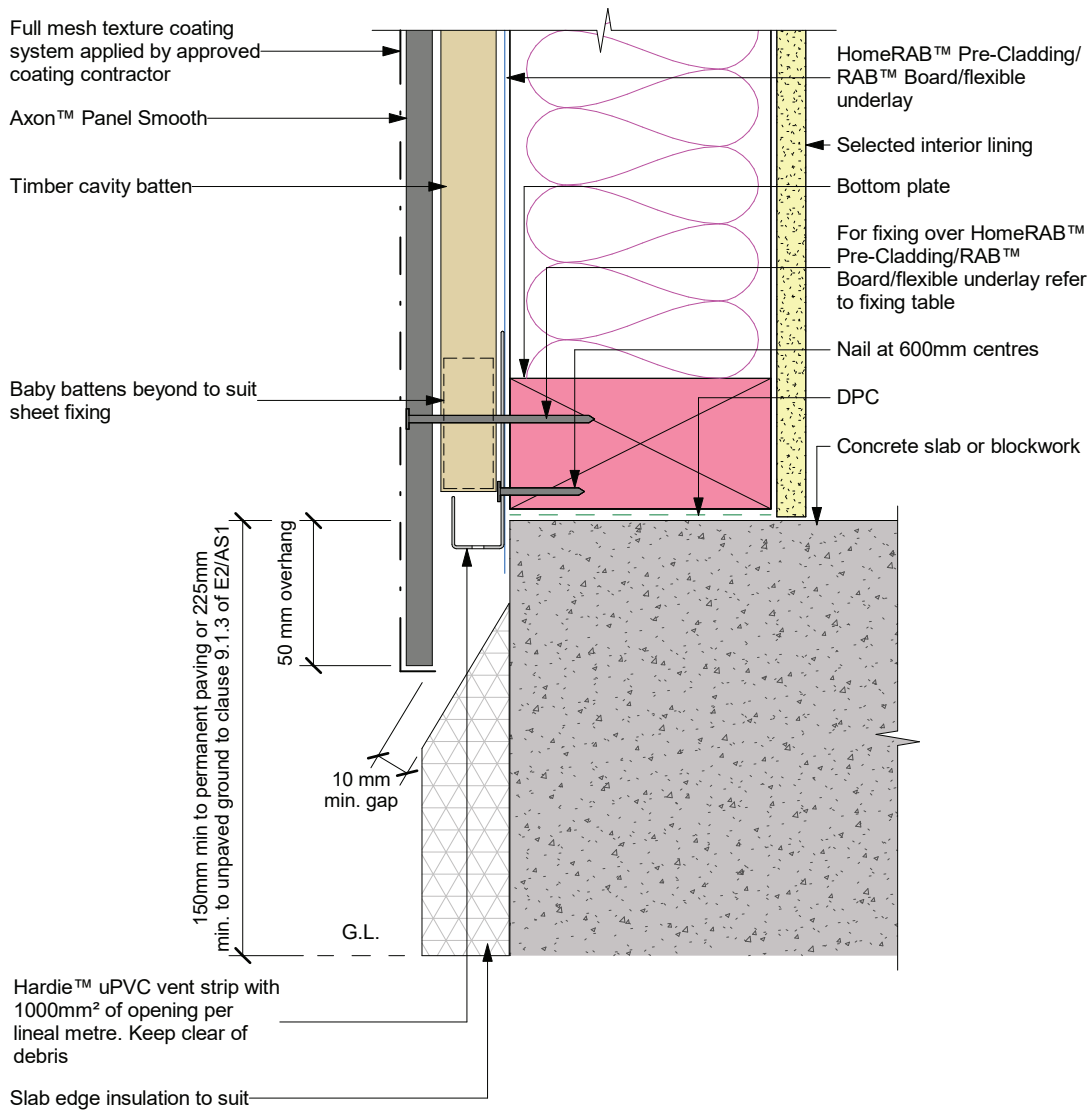 Full mesh texture coating
system applied by approved
coating contractor
Axon™ Panel Smooth
Timber cavity batten
Baby battens beyond to suit
sheet fixing
HomeRAB™ Pre-Cladding/
RAB™ Board/flexible
underlay
Selected interior lining
Bottom plate
For fixing over HomeRAB™
Pre-Cladding/RAB™
Board/flexible underlay refer
to fixing table
Nail at 600mm centres
DPC
Concrete slab or blockwork
150mm min to permanent paving or 225mm
min. to unpaved ground to clause 9.1.3 of E2/AS1
50 mm overhang
10 mm
min. gap
G.L.
Hardie™ uPVC vent strip with
1000mm² of opening per
lineal metre. Keep clear of
debris
Slab edge insulation to suit